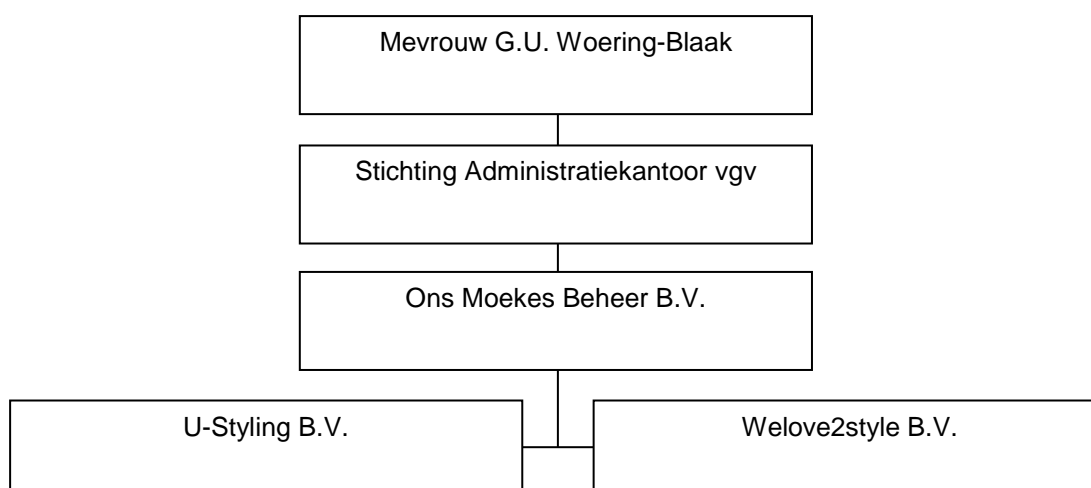 Mevrouw G.U. Woering-Blaak
Stichting Administratiekantoor vgv
Ons Moekes Beheer B.V.
U-Styling B.V.
Welove2style B.V.